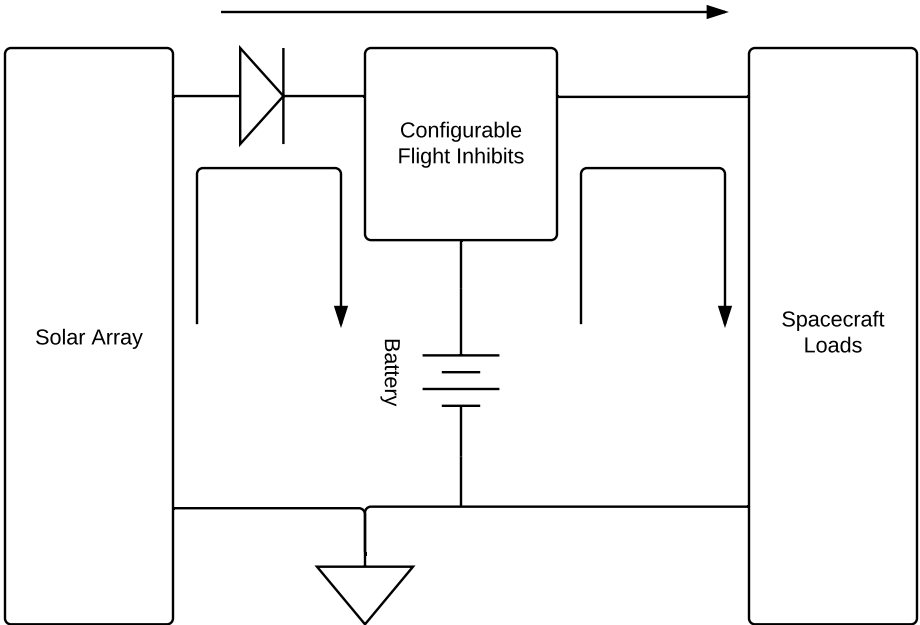 Configurable
Flight Inhibits
Solar Array
Battery
Spacecraft
Loads